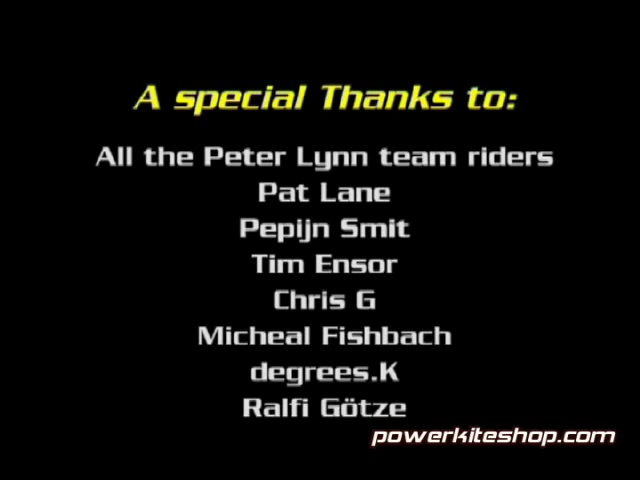 A special Thanks to:
All the Peter Lynn team riders
Pat Lane
Pepijn Smit
Tim Ensor
Chris G
Micheal Fishbach
degrees.K
Ralfi Götze
powerkiteshop.com